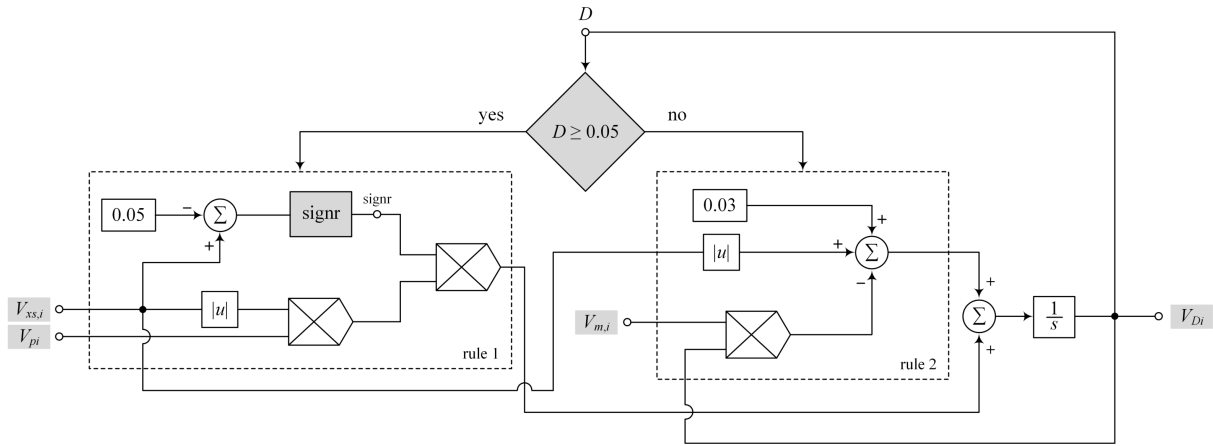 D
yes
D ≥ 0.05
no
0.05
−
Σ
+
signr
signr
|u|
V_{xs,i}
V_{pi}
rule 1
0.03
+
|u|
+
Σ
−
V_{m,i}
rule 2
+
Σ
+
1/s
V_{Di}